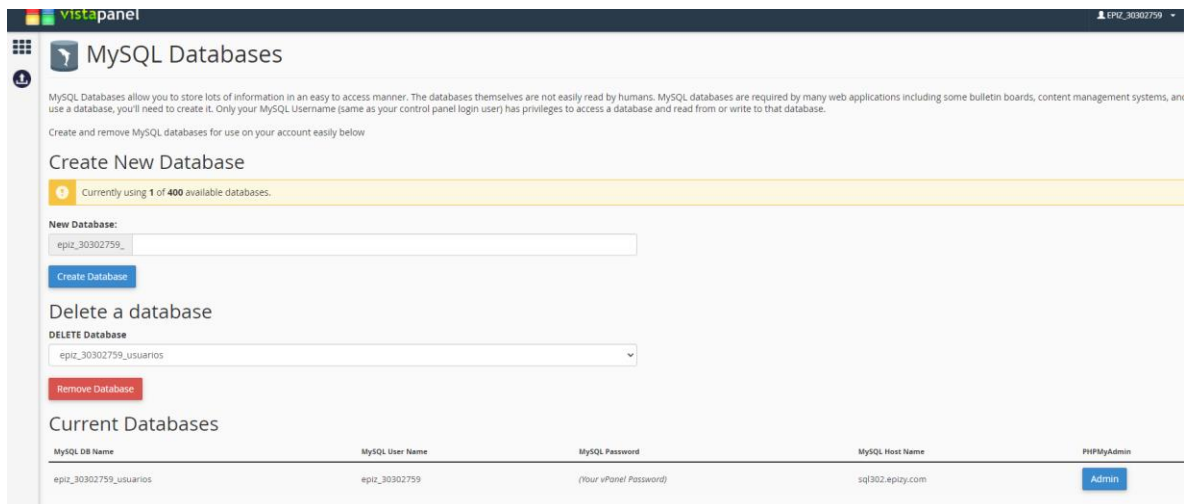 vistapanel
EPIZ_30302759
MySQL Databases
MySQL Databases allow you to store lots of information in an easy to access manner. The databases themselves are not easily read by humans. MySQL databases are required by many web applications including some bulletin boards, content management systems, and
use a database, you'll need to create it. Only your MySQL Username (same as your control panel login user) has privileges to access a database and read from or write to that database.
Create and remove MySQL databases for use on your account easily below
Create New Database
Currently using 1 of 400 available databases.
New Database:
epiz_30302759_
Create Database
Delete a database
DELETE Database
epiz_30302759_usuarios
Remove Database
Current Databases
MySQL DB Name MySQL User Name MySQL Password MySQL Host Name PHPMyAdmin
epiz_30302759_usuarios epiz_30302759 (Your vPanel Password) sql302.epizy.com Admin